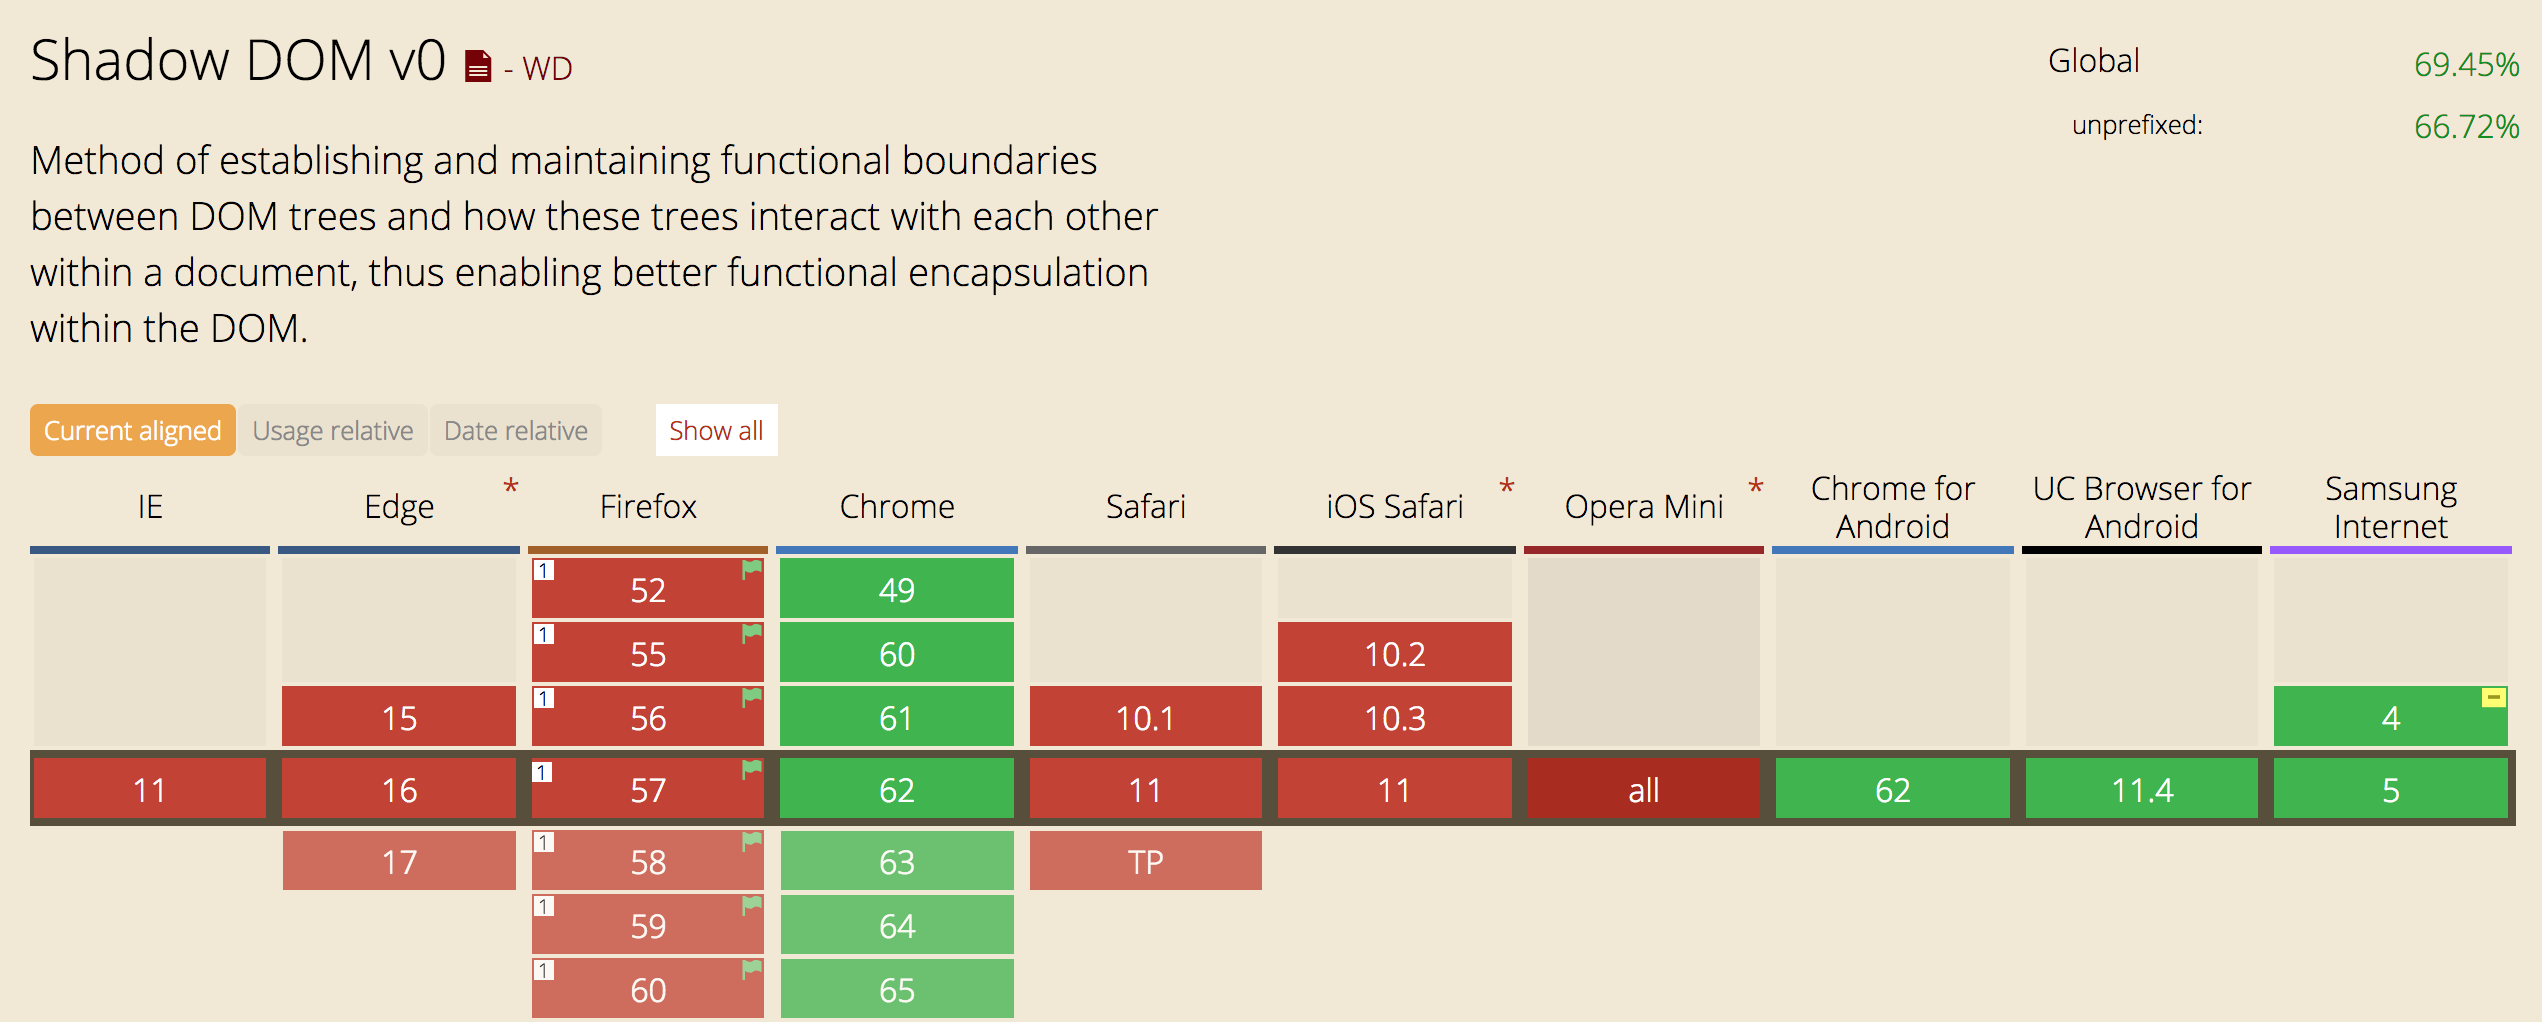 Shadow DOM v0 - WD
Global 69.45%
unprefixed: 66.72%
Method of establishing and maintaining functional boundaries
between DOM trees and how these trees interact with each other
within a document, thus enabling better functional encapsulation
within the DOM.
Current aligned Usage relative Date relative Show all
IE Edge * Firefox Chrome Safari iOS Safari * Opera Mini * Chrome for Android UC Browser for Android Samsung Internet
1 52 49
1 55 60 10.2
15 1 56 61 10.1 10.3 4 -
11 16 1 57 62 11 11 all 62 11.4 5
17 1 58 63 TP
1 59 64
1 60 65